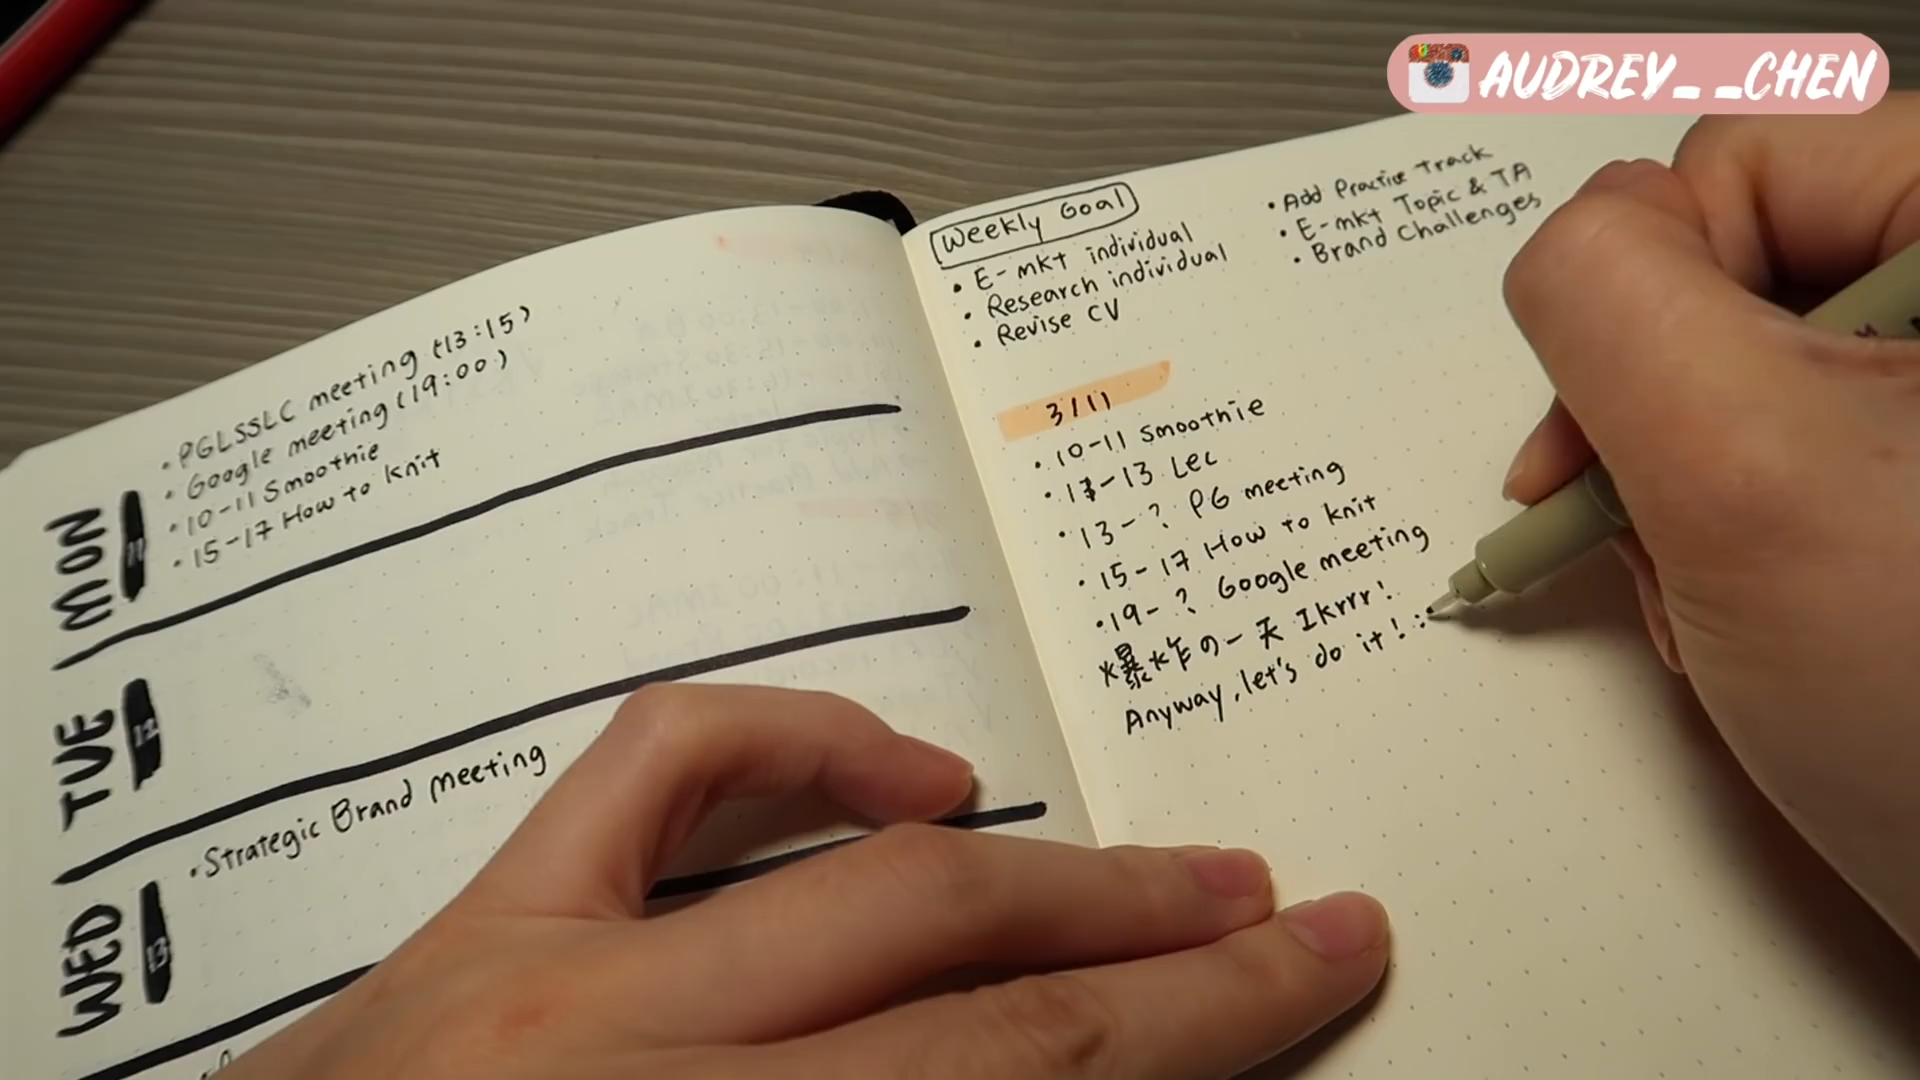 AUDREY_ _CHEN
• PGLSSLC meeting (13:15)
• Google meeting (19:00)
• 10-11 Smoothie
• 15-17 How to knit
MON
11
TUE
12
• Strategic Brand Meeting
WED
13
Weekly Goal
• E-mkt individual
• Research individual
• Revise CV
• Add Practice Track
• E-mkt Topic & TA
• Brand Challenges
3/11
• 10-11 Smoothie
• -13 Lec
• 13-? PG meeting
• 15-17 How to knit
• 19-? Google meeting
爆炸の一天 Ikrrr!
Anyway, let's do it! :